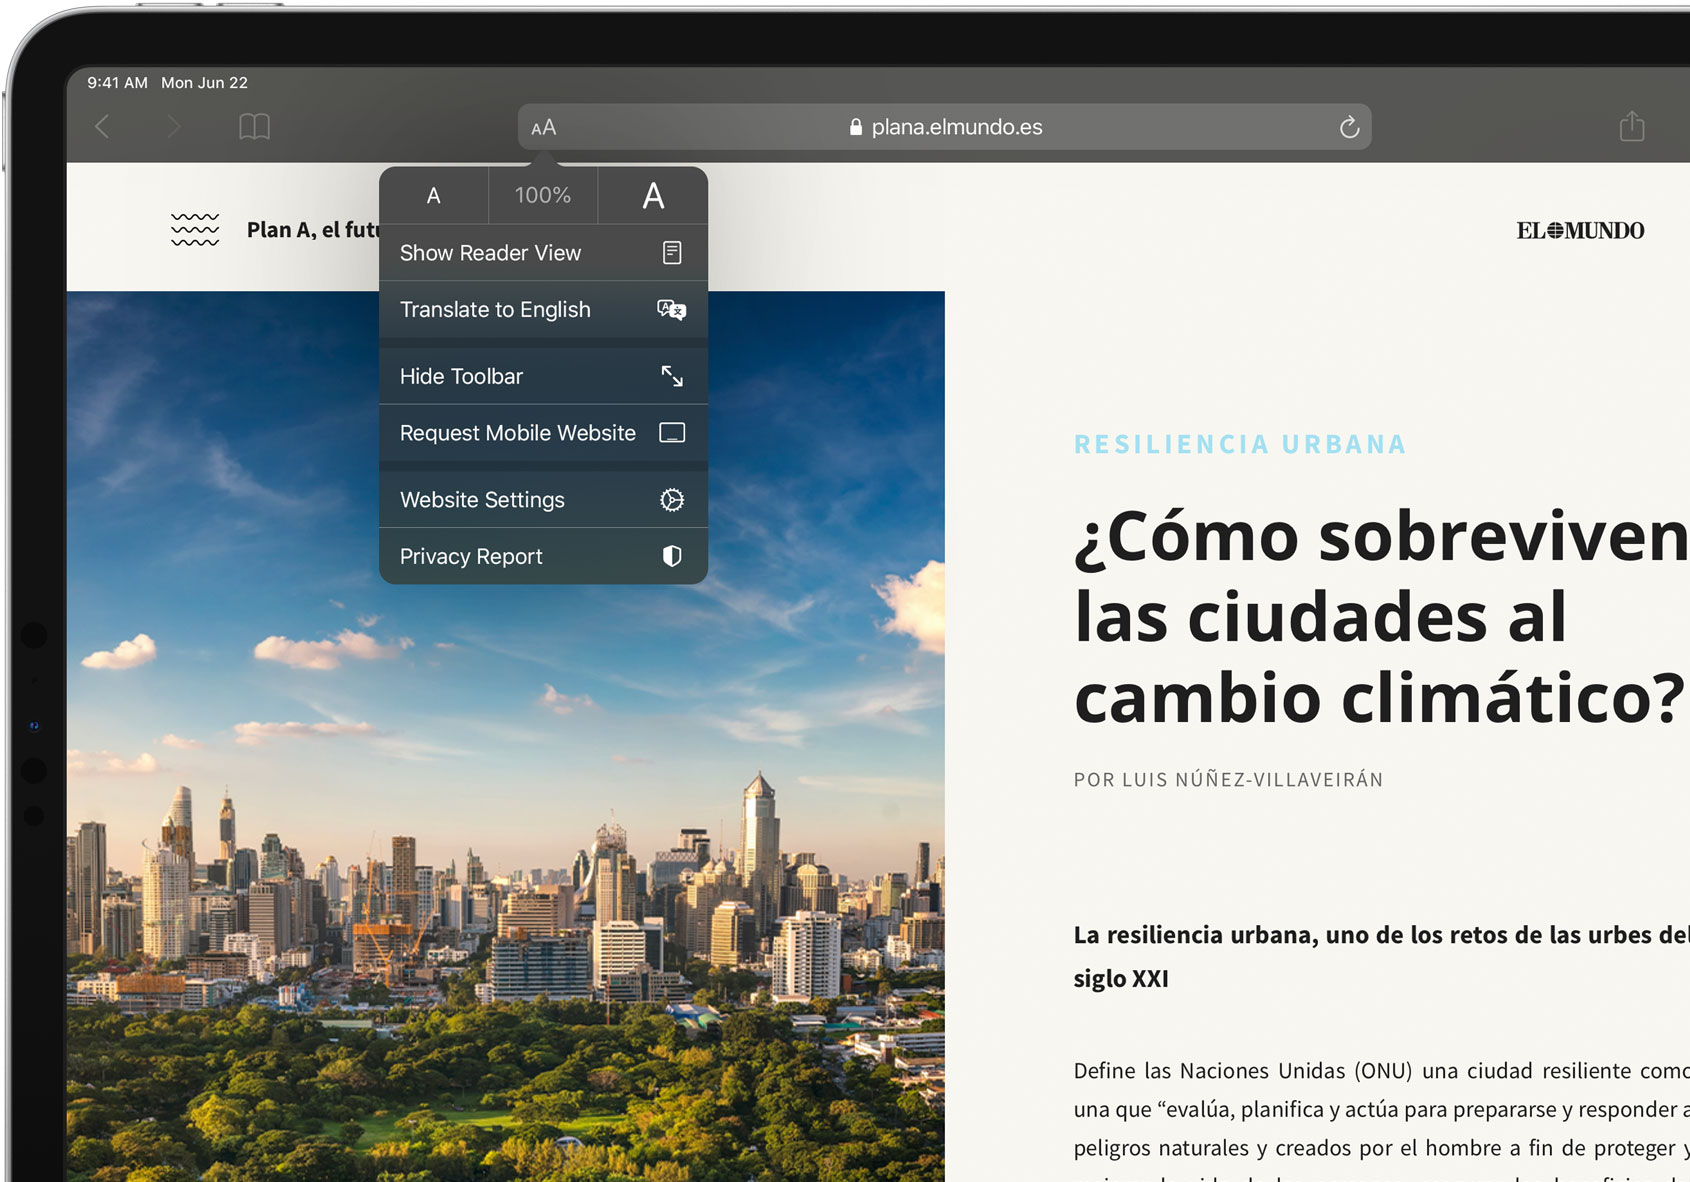 9:41 AM Mon Jun 22
AA plana.elmundo.es
A 100% A
Plan A, el
EL MUNDO
Show Reader View
Translate to English
Hide Toolbar
Request Mobile Website
Website Settings
Privacy Report
RESILIENCIA URBANA
¿Cómo sobreviven
las ciudades al
cambio climático?
POR LUIS NÚÑEZ-VILLAVEIRÁN
La resiliencia urbana, uno de los retos de las urbes del
siglo XXI
Define las Naciones Unidas (ONU) una ciudad resiliente como
una que “evalúa, planifica y actúa para prepararse y responder a
peligros naturales y creados por el hombre a fin de proteger y